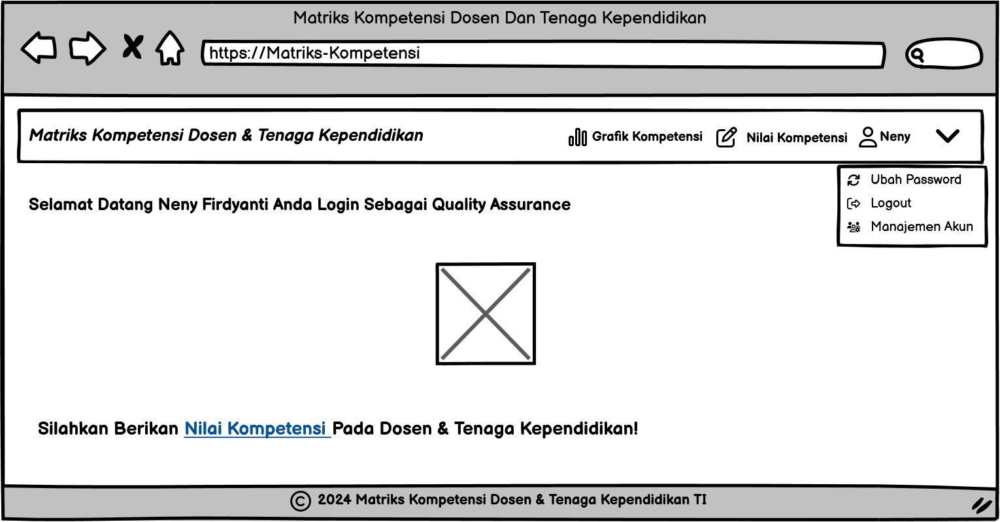 Matriks Kompetensi Dosen Dan Tenaga Kependidikan
https://Matriks-Kompetensi
Matriks Kompetensi Dosen & Tenaga Kependidikan
Grafik Kompetensi
Nilai Kompetensi
Neny
Ubah Password
Logout
Manajemen Akun
Selamat Datang Neny Firdyanti Anda Login Sebagai Quality Assurance
Silahkan Berikan Nilai Kompetensi Pada Dosen & Tenaga Kependidikan!
© 2024 Matriks Kompetensi Dosen & Tenaga Kependidikan TI